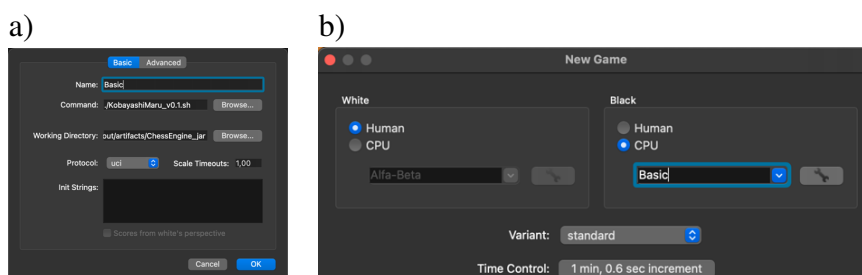 a)
Basic Advanced
Name: Basic
Command: ./KobayashiMaru_v0.1.sh Browse...
Working Directory: out/artifacts/ChessEngine_jar Browse...
Protocol: uci Scale Timeouts: 1,00
Init Strings:
Scores from white's perspective
Cancel OK
b)
New Game
White
Human
CPU
Alfa-Beta
Black
Human
CPU
Basic
Variant: standard
Time Control: 1 min, 0.6 sec increment